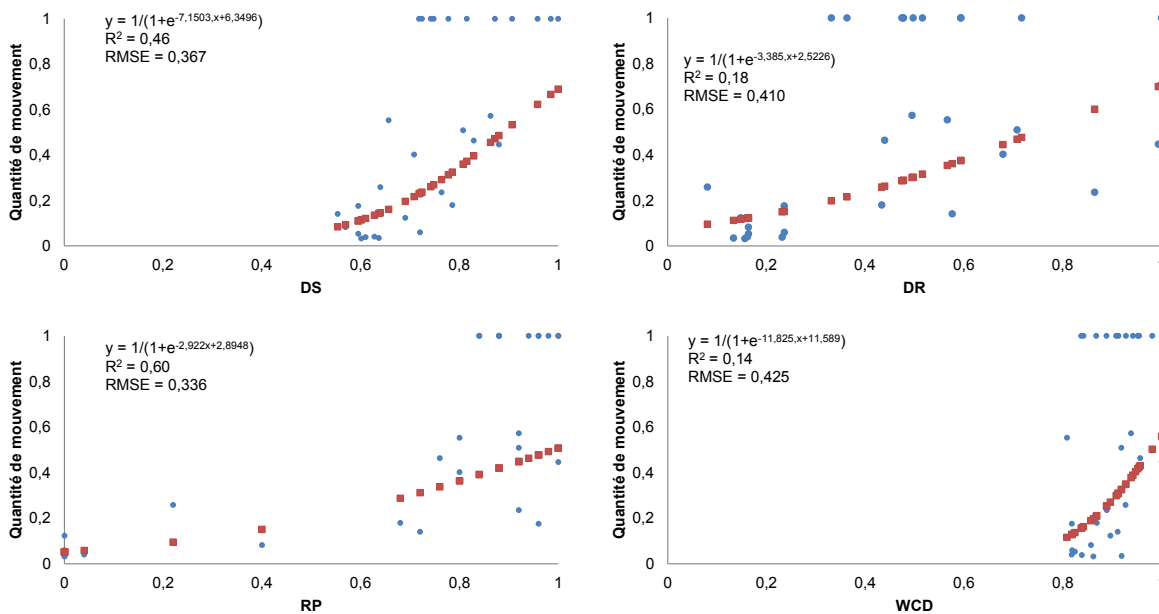 y = 1/(1+e-7,1503,x+6,3496)
R2 = 0,46
RMSE = 0,367
Quantité de mouvement
1
0,8
0,6
0,4
0,2
0
0 0,2 0,4 0,6 0,8 1
DS
y = 1/(1+e-3,385,x+2,5226)
R2 = 0,18
RMSE = 0,410
Quantité de mouvement
1
0,8
0,6
0,4
0,2
0
0 0,2 0,4 0,6 0,8 1
DR
y = 1/(1+e-2,922x+2,8948)
R2 = 0,60
RMSE = 0,336
Quantité de mouvement
1
0,8
0,6
0,4
0,2
0
0 0,2 0,4 0,6 0,8 1
RP
y = 1/(1+e-11,825,x+11,589)
R2 = 0,14
RMSE = 0,425
Quantité de mouvement
1
0,8
0,6
0,4
0,2
0
0 0,2 0,4 0,6 0,8 1
WCD